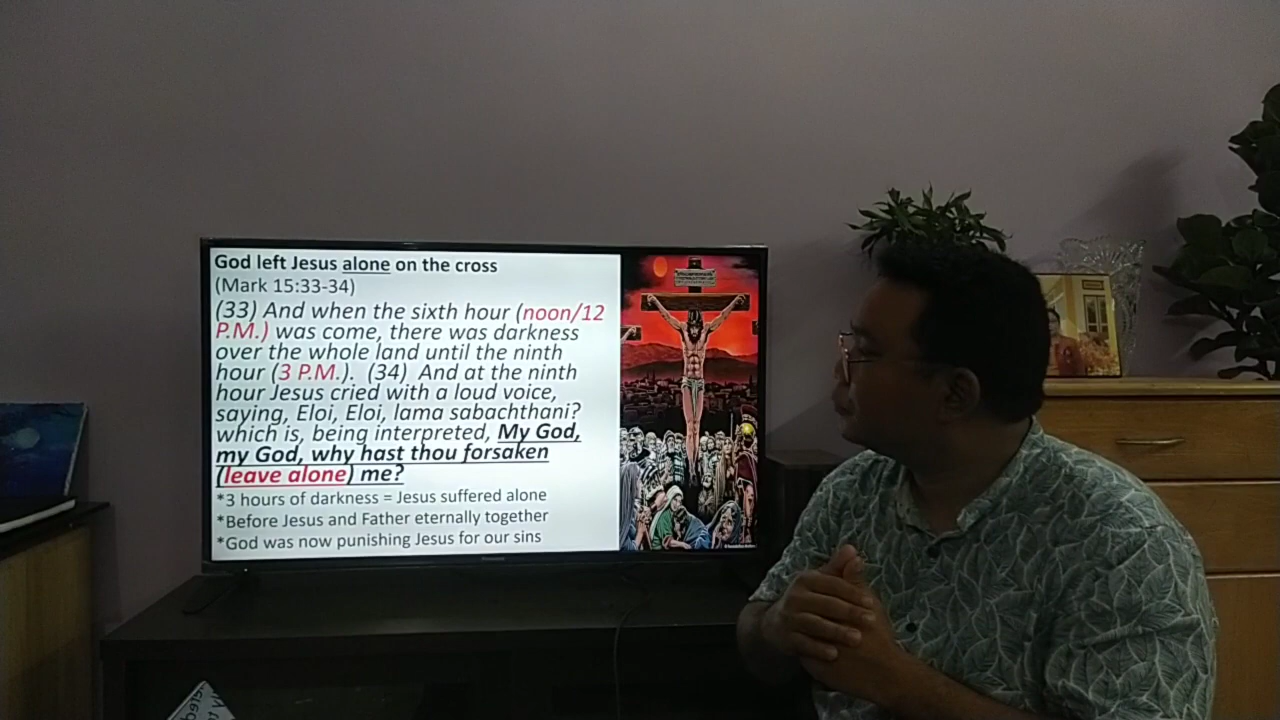 God left Jesus alone on the cross
(Mark 15:33-34)
(33) And when the sixth hour (noon/12
P.M.) was come, there was darkness
over the whole land until the ninth
hour (3 P.M.). (34) And at the ninth
hour Jesus cried with a loud voice,
saying, Eloi, Eloi, lama sabachthani?
which is, being interpreted, My God,
my God, why hast thou forsaken
(leave alone) me?
*3 hours of darkness = Jesus suffered alone
*Before Jesus and Father eternally together
*God was now punishing Jesus for our sins